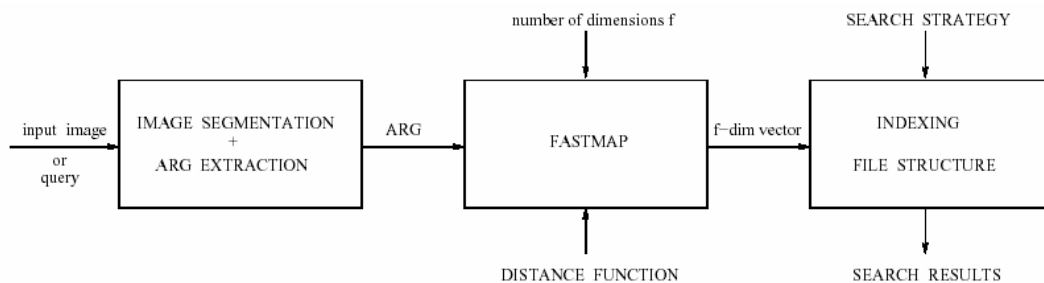 number of dimensions f
SEARCH STRATEGY
input image
or
query
IMAGE SEGMENTATION
+
ARG EXTRACTION
ARG
FASTMAP
f-dim vector
INDEXING
FILE STRUCTURE
DISTANCE FUNCTION
SEARCH RESULTS